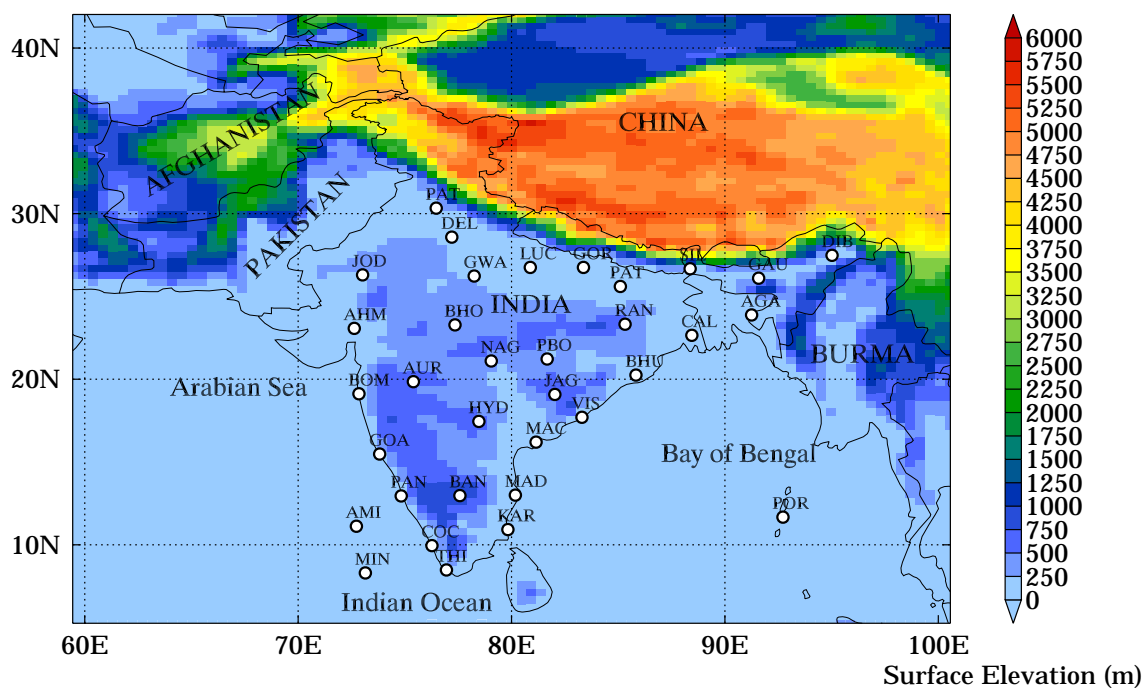 40N
30N
20N
10N
60E
70E
80E
90E
100E
AFGHANISTAN
PAKISTAN
CHINA
INDIA
BURMA
Arabian Sea
Bay of Bengal
Indian Ocean
PAT
DEL
JOD
GWA
LUC
GOR
PAT
SIL
GAU
DIB
AHM
BHO
RAN
CAL
AGA
NAG
PBO
BHU
AUR
JAG
BOM
HYD
VIS
MAC
GOA
PAN
BAN
MAD
POR
AMI
COC
KAR
MIN
THI
6000
5750
5500
5250
5000
4750
4500
4250
4000
3750
3500
3250
3000
2750
2500
2250
2000
1750
1500
1250
1000
750
500
250
0
Surface Elevation (m)